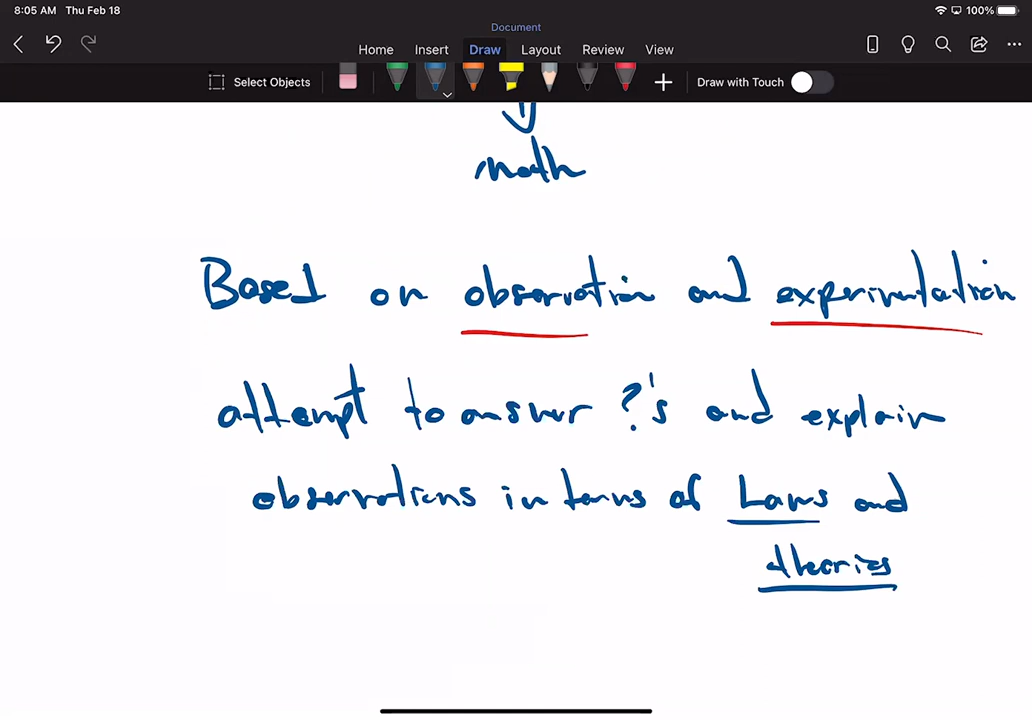 8:05 AM Thu Feb 18 100%
Document
Home Insert Draw Layout Review View
Select Objects Draw with Touch
math
Based on observation and experimentation
attempt to answer ?'s and explain
observations in terms of Laws and
theories